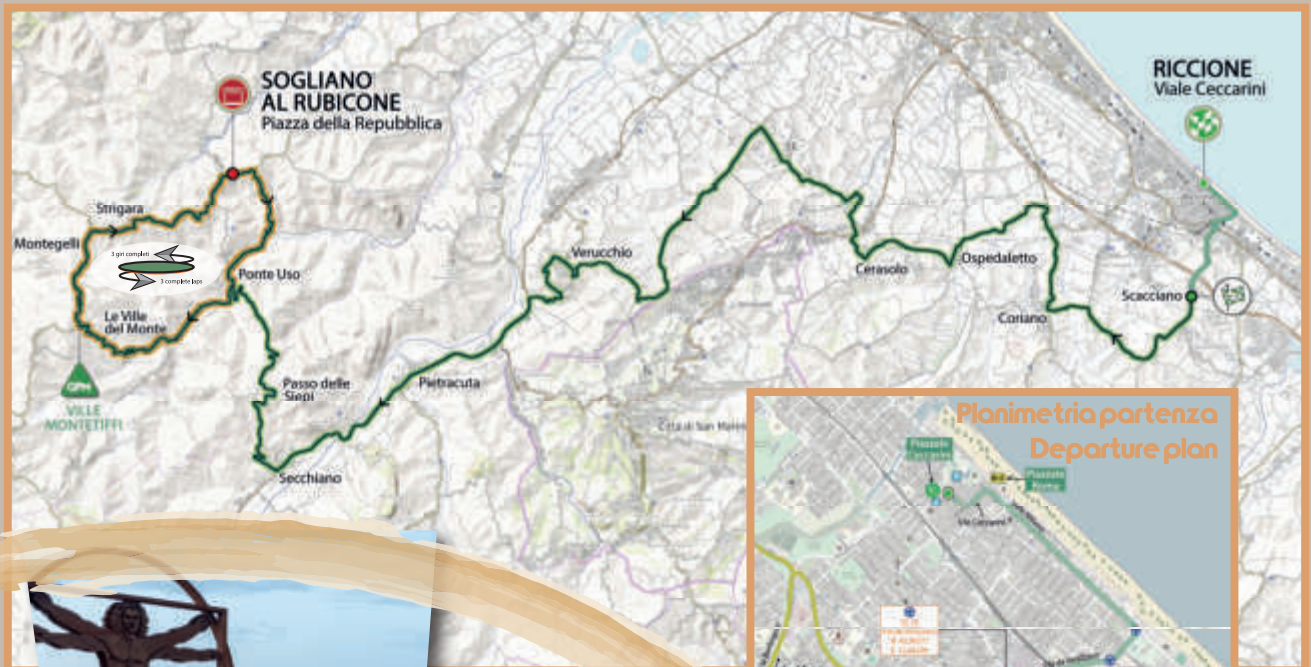 SOGLIANO
AL RUBICONE
Piazza della Repubblica
RICCIONE
Viale Ceccarini
Strigara
Montegelli
3 giri completi
3 complete laps
Ponte Uso
Le Ville
del Monte
GPM
VILLE
MONTETIFFI
Passo delle
Siepi
Secchiano
Pietracuta
Verucchio
Cerasolo
Ospedaletto
Coriano
Scacciano
Città di San Marino
Planimetria partenza
Departure plan
Piazzale
Ceccarini
Piazzale
Roma
Viale Ceccarini